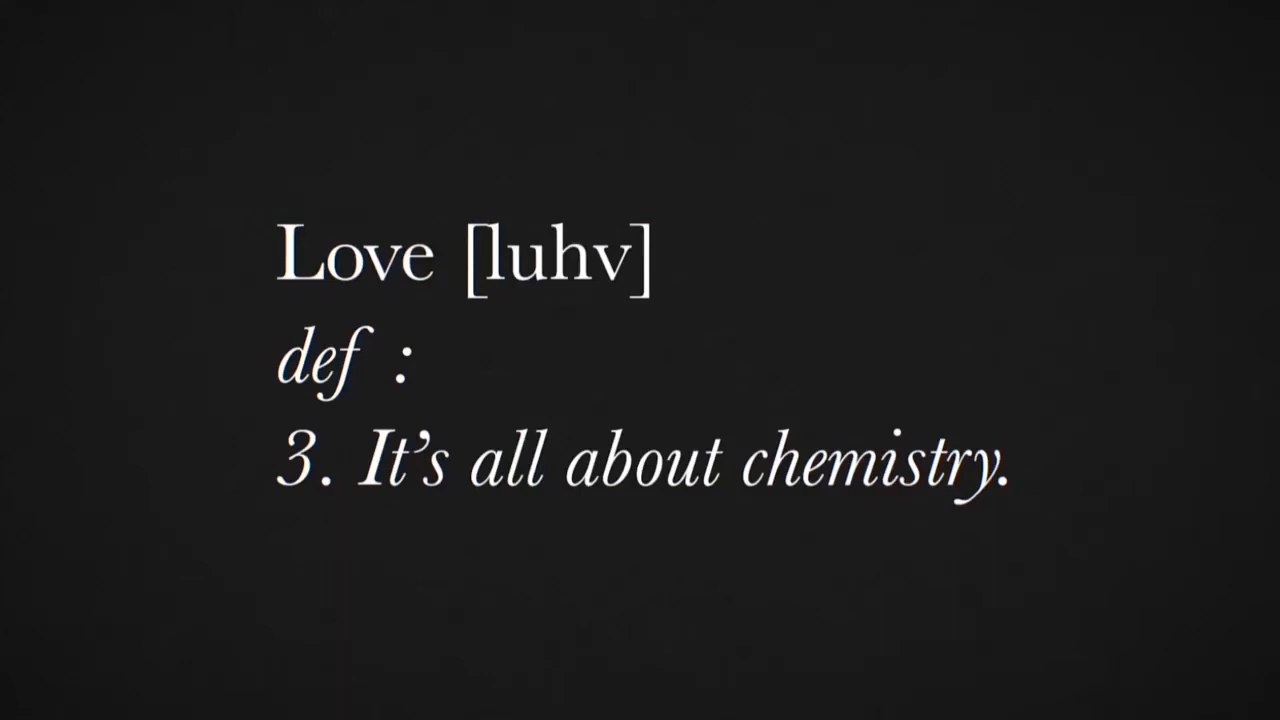 Love [luhv]
def :
3. It’s all about chemistry.